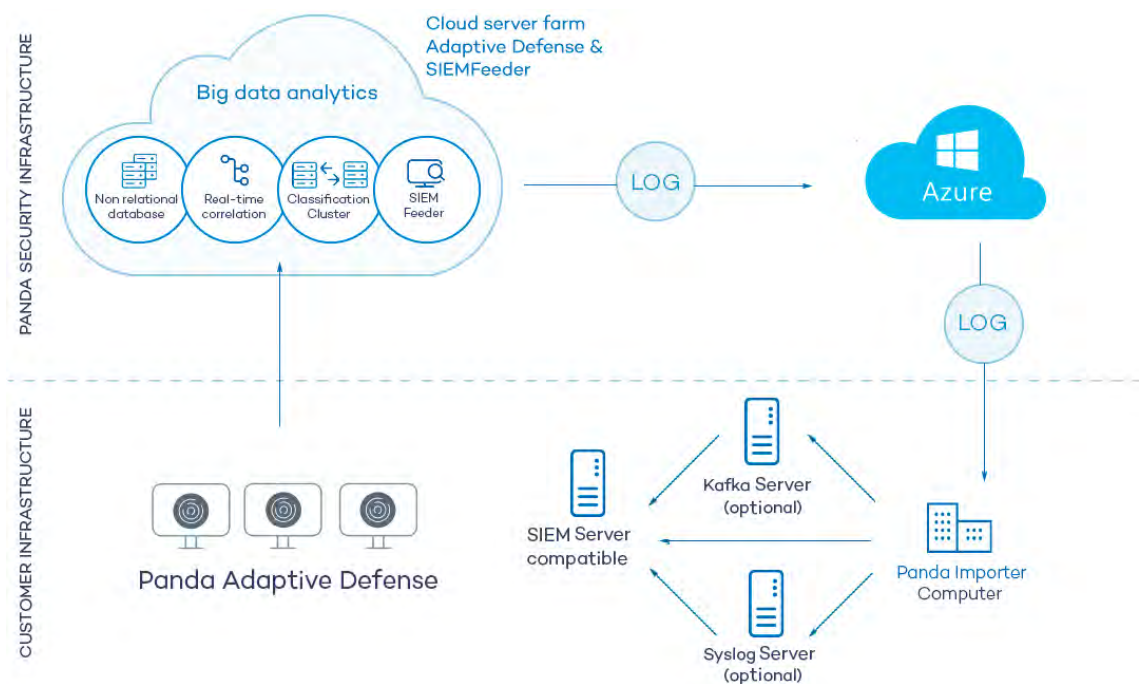 PANDA SECURITY INFRASTRUCTURE
Cloud server farm
Adaptive Defense &
SIEMFeeder
Big data analytics
Non relational
database
Real-time
correlation
Classification
Cluster
SIEM
Feeder
LOG
Azure
LOG
CUSTOMER INFRASTRUCTURE
Panda Adaptive Defense
SIEM Server
compatible
Kafka Server
(optional)
Panda Importer
Computer
Syslog Server
(optional)